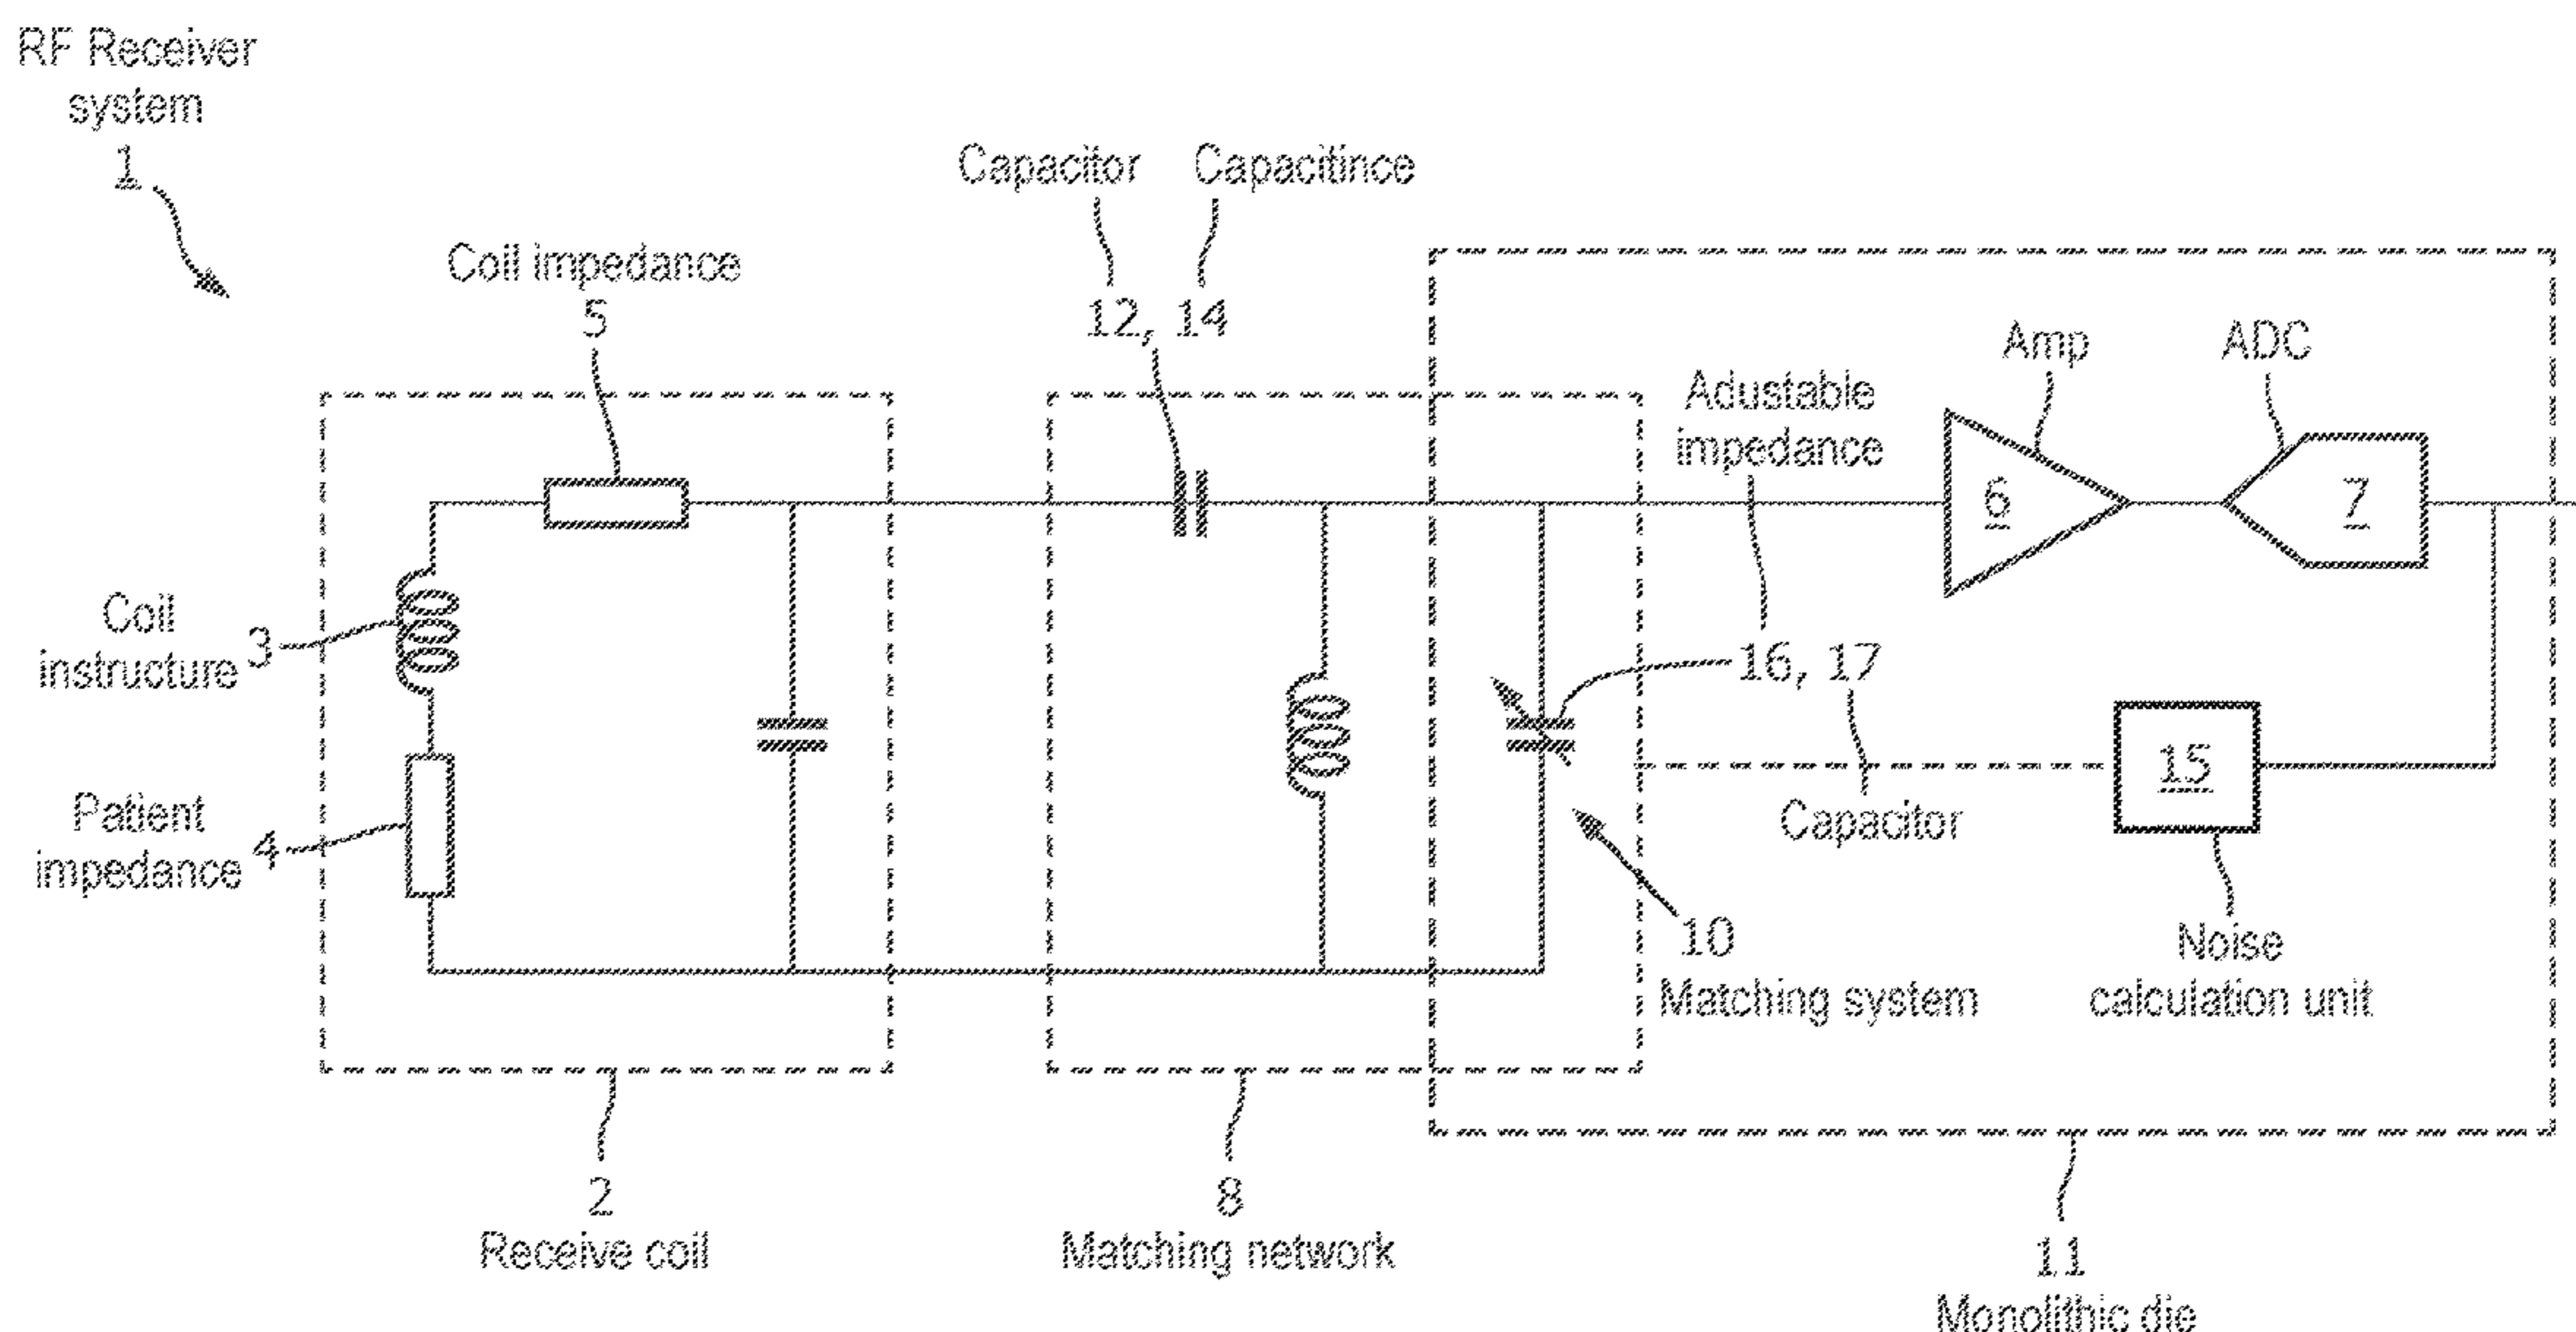 RF Receiver
system
1
Capacitor Capacitince
12, 14
Coil impedance
5
Amp
ADC
Adustable
impedance
6
7
Coil
instructure 3
16, 17
Patient
impedance 4
Capacitor
15
10
Matching system
Noise
calculation unit
2
Receive coil
8
Matching network
11
Monolithic die